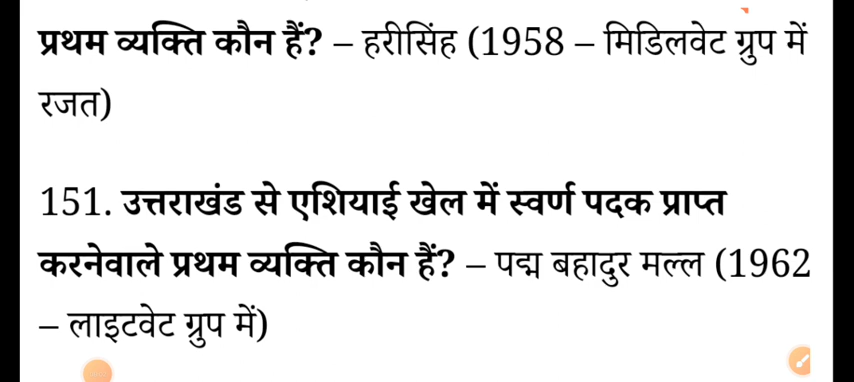 प्रथम व्यक्ति कौन हैं? – हरीसिंह (1958 – मिडिलवेट ग्रुप में
रजत)
151. उत्तराखंड से एशियाई खेल में स्वर्ण पदक प्राप्त
करनेवाले प्रथम व्यक्ति कौन हैं? – पद्म बहादुर मल्ल (1962
– लाइटवेट ग्रुप में)